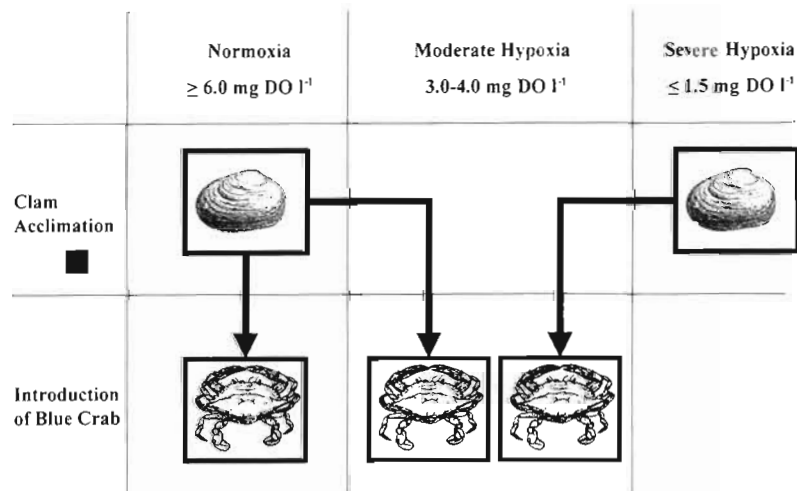 Normoxia
≥ 6.0 mg DO l⁻¹
Moderate Hypoxia
3.0-4.0 mg DO l⁻¹
Severe Hypoxia
≤ 1.5 mg DO l⁻¹
Clam
Acclimation
Introduction
of Blue Crab